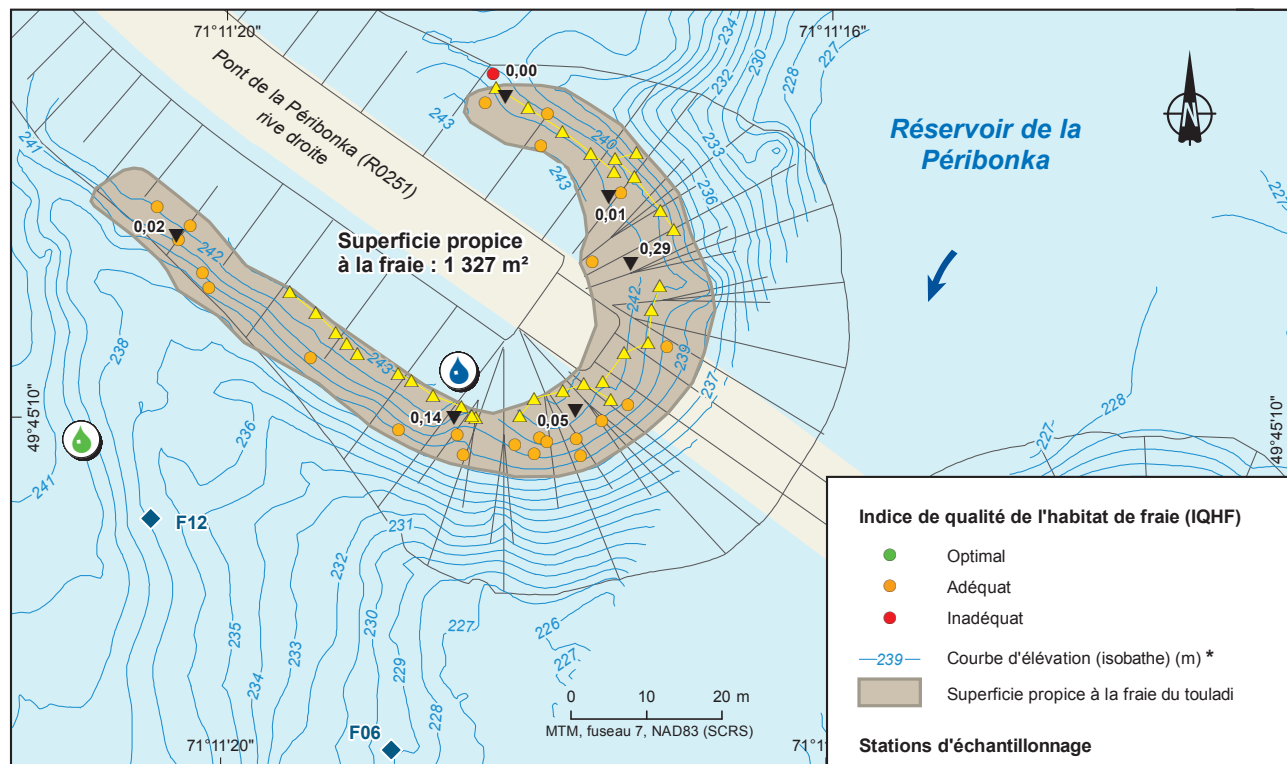 71°11'20"
71°11'16"
234
232
230
228
227
233
236
240
243
243
241
0,00
Pont de la Péribonka (R0251)
rive droite
Réservoir de la
Péribonka
N
227
0,01
0,02
0,29
Superficie propice
à la fraie : 1 327 m²
242
242
238
243
239
237
0,14
0,05
228
227
49°45'10"
49°45'10"
236
241
F12
231
232
230
227
226
227
235
233
234
229
228
F06
71°11'20"
0 10 20 m
MTM, fuseau 7, NAD83 (SCRS)
Indice de qualité de l'habitat de fraie (IQHF)
Optimal
Adéquat
Inadéquat
239 Courbe d'élévation (isobathe) (m) *
Superficie propice à la fraie du touladi
Stations d'échantillonnage